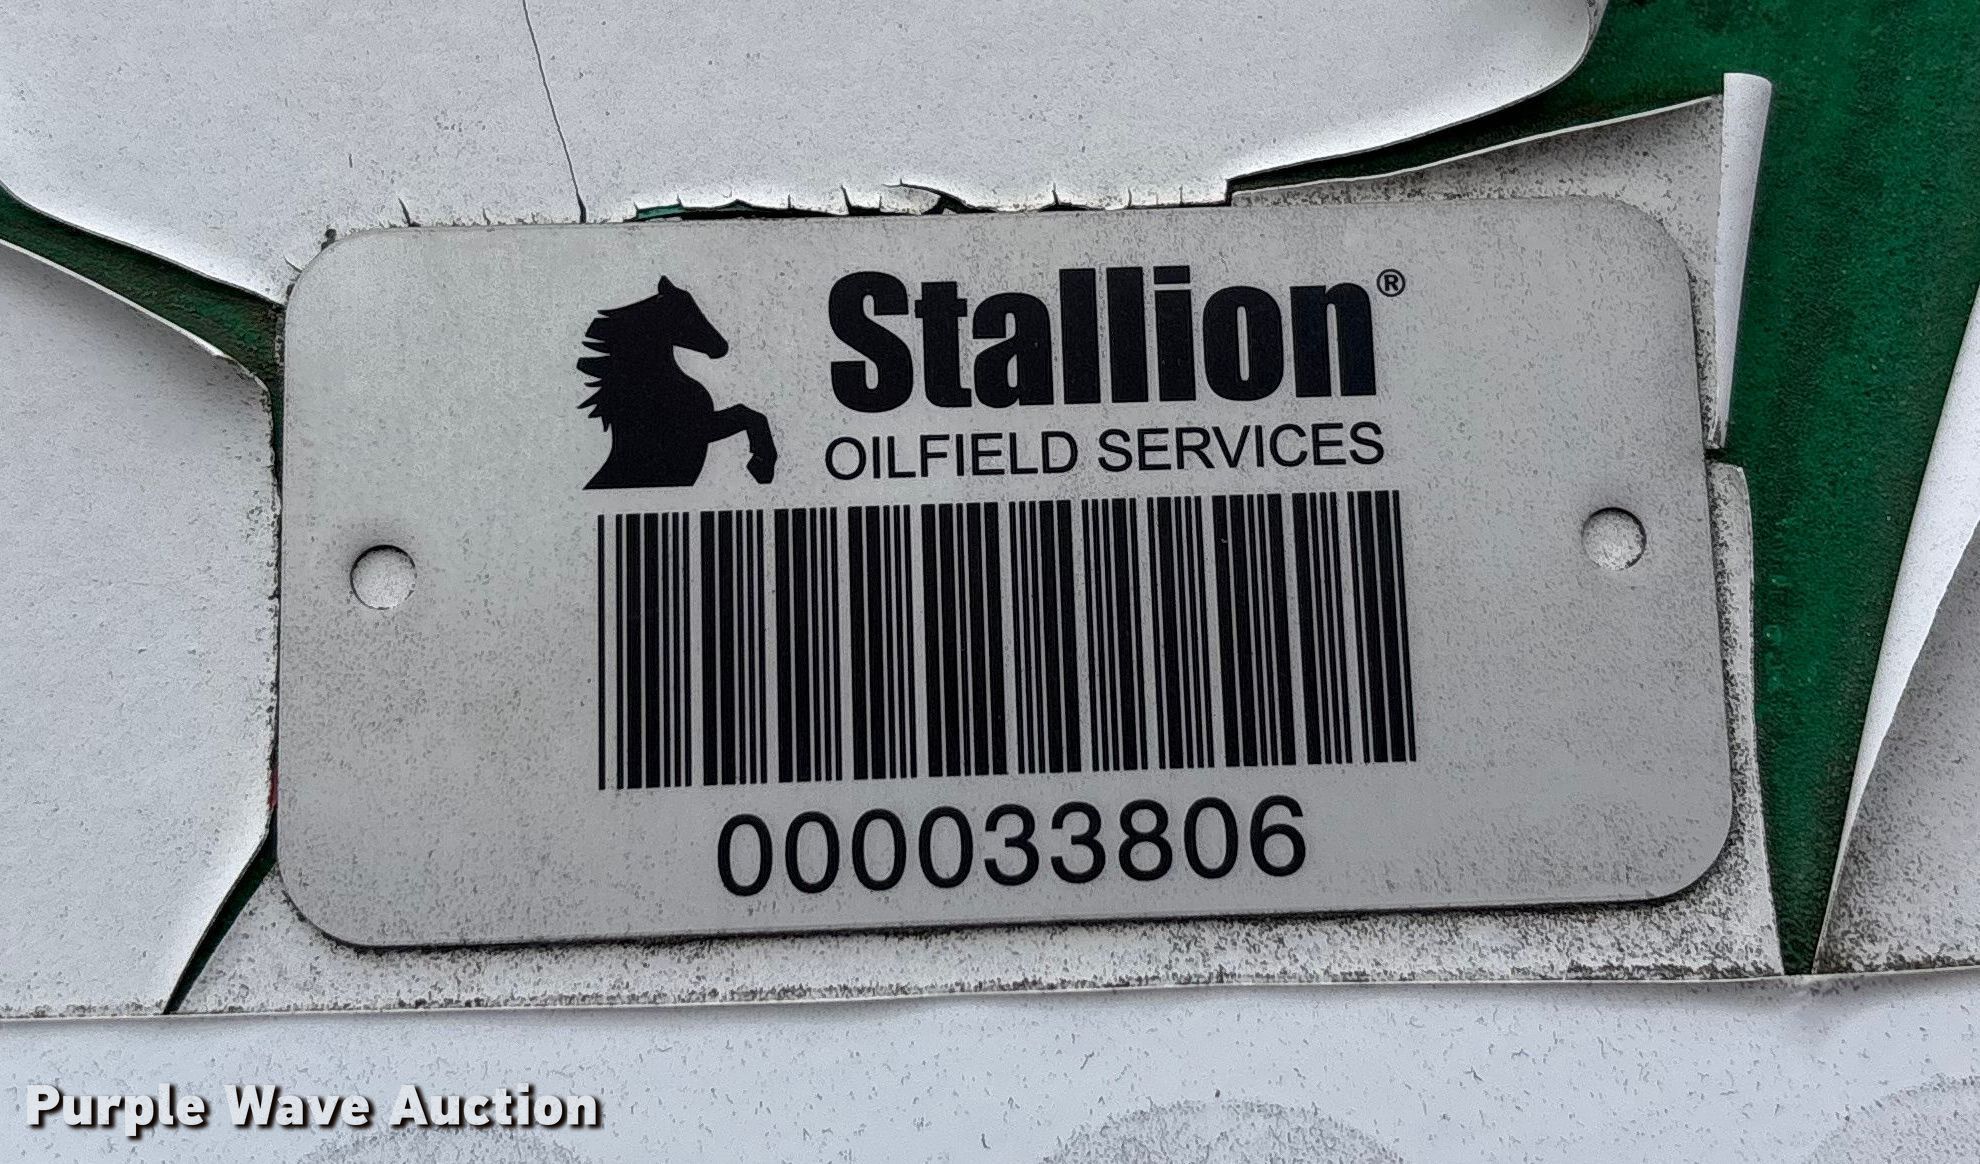 Stallion®
OILFIELD SERVICES
000033806
Purple Wave Auction